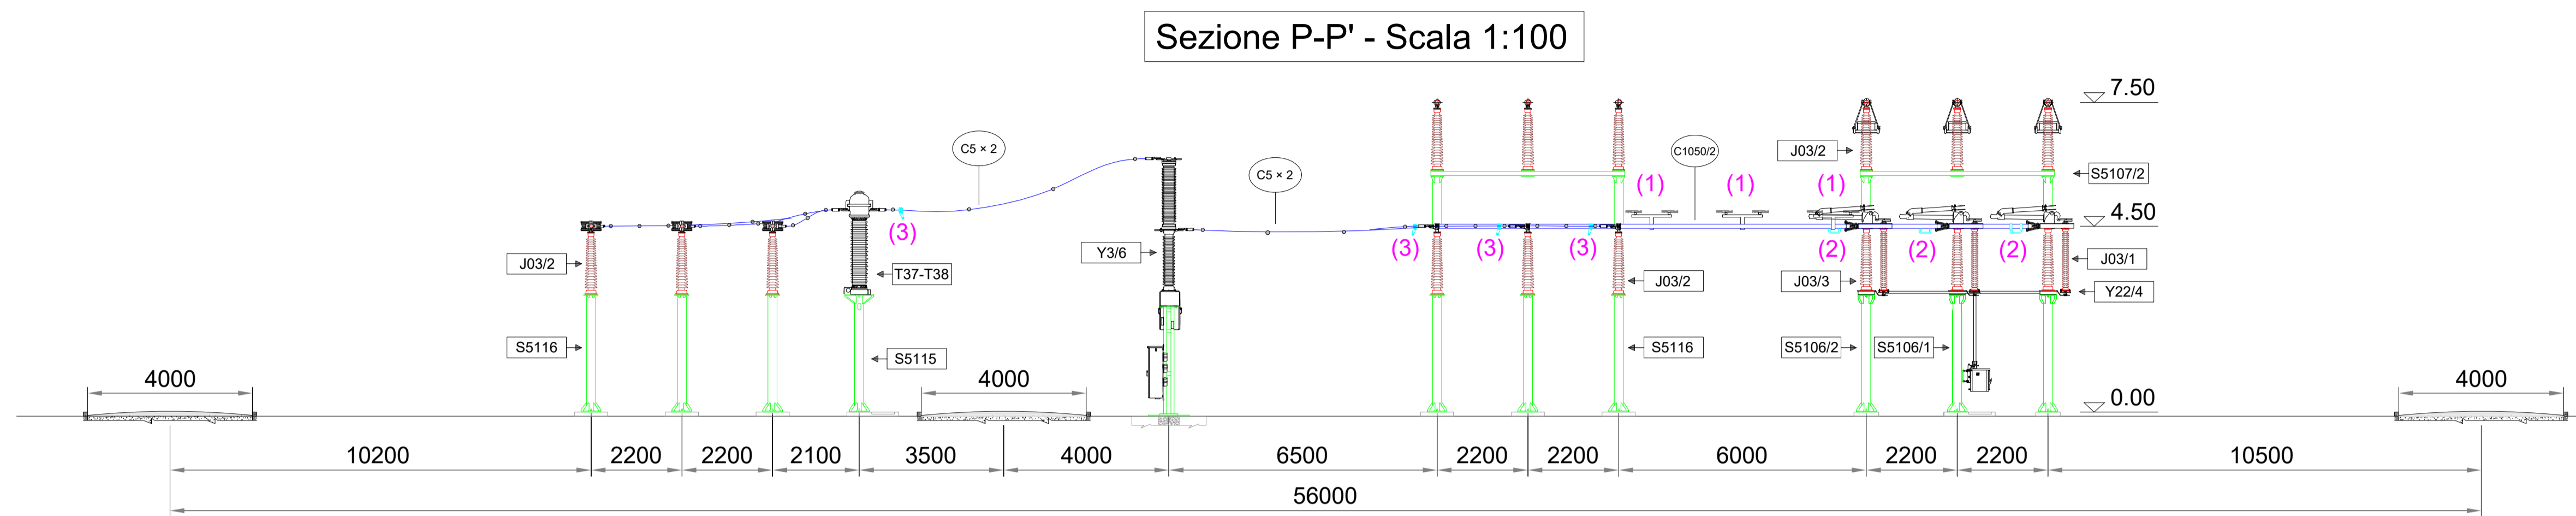 Sezione P-P' - Scala 1:100
7.50
C5 × 2
C5 × 2
C1050/2
J03/2
S5107/2
(1)
(1)
(1)
4.50
(3)
(3)
(3)
(3)
(2)
(2)
(2)
J03/2
T37-T38
Y3/6
J03/2
J03/3
J03/1
Y22/4
S5116
S5115
S5116
S5106/2
S5106/1
4000
4000
4000
0.00
10200
2200
2200
2100
3500
4000
6500
2200
2200
6000
2200
2200
10500
56000